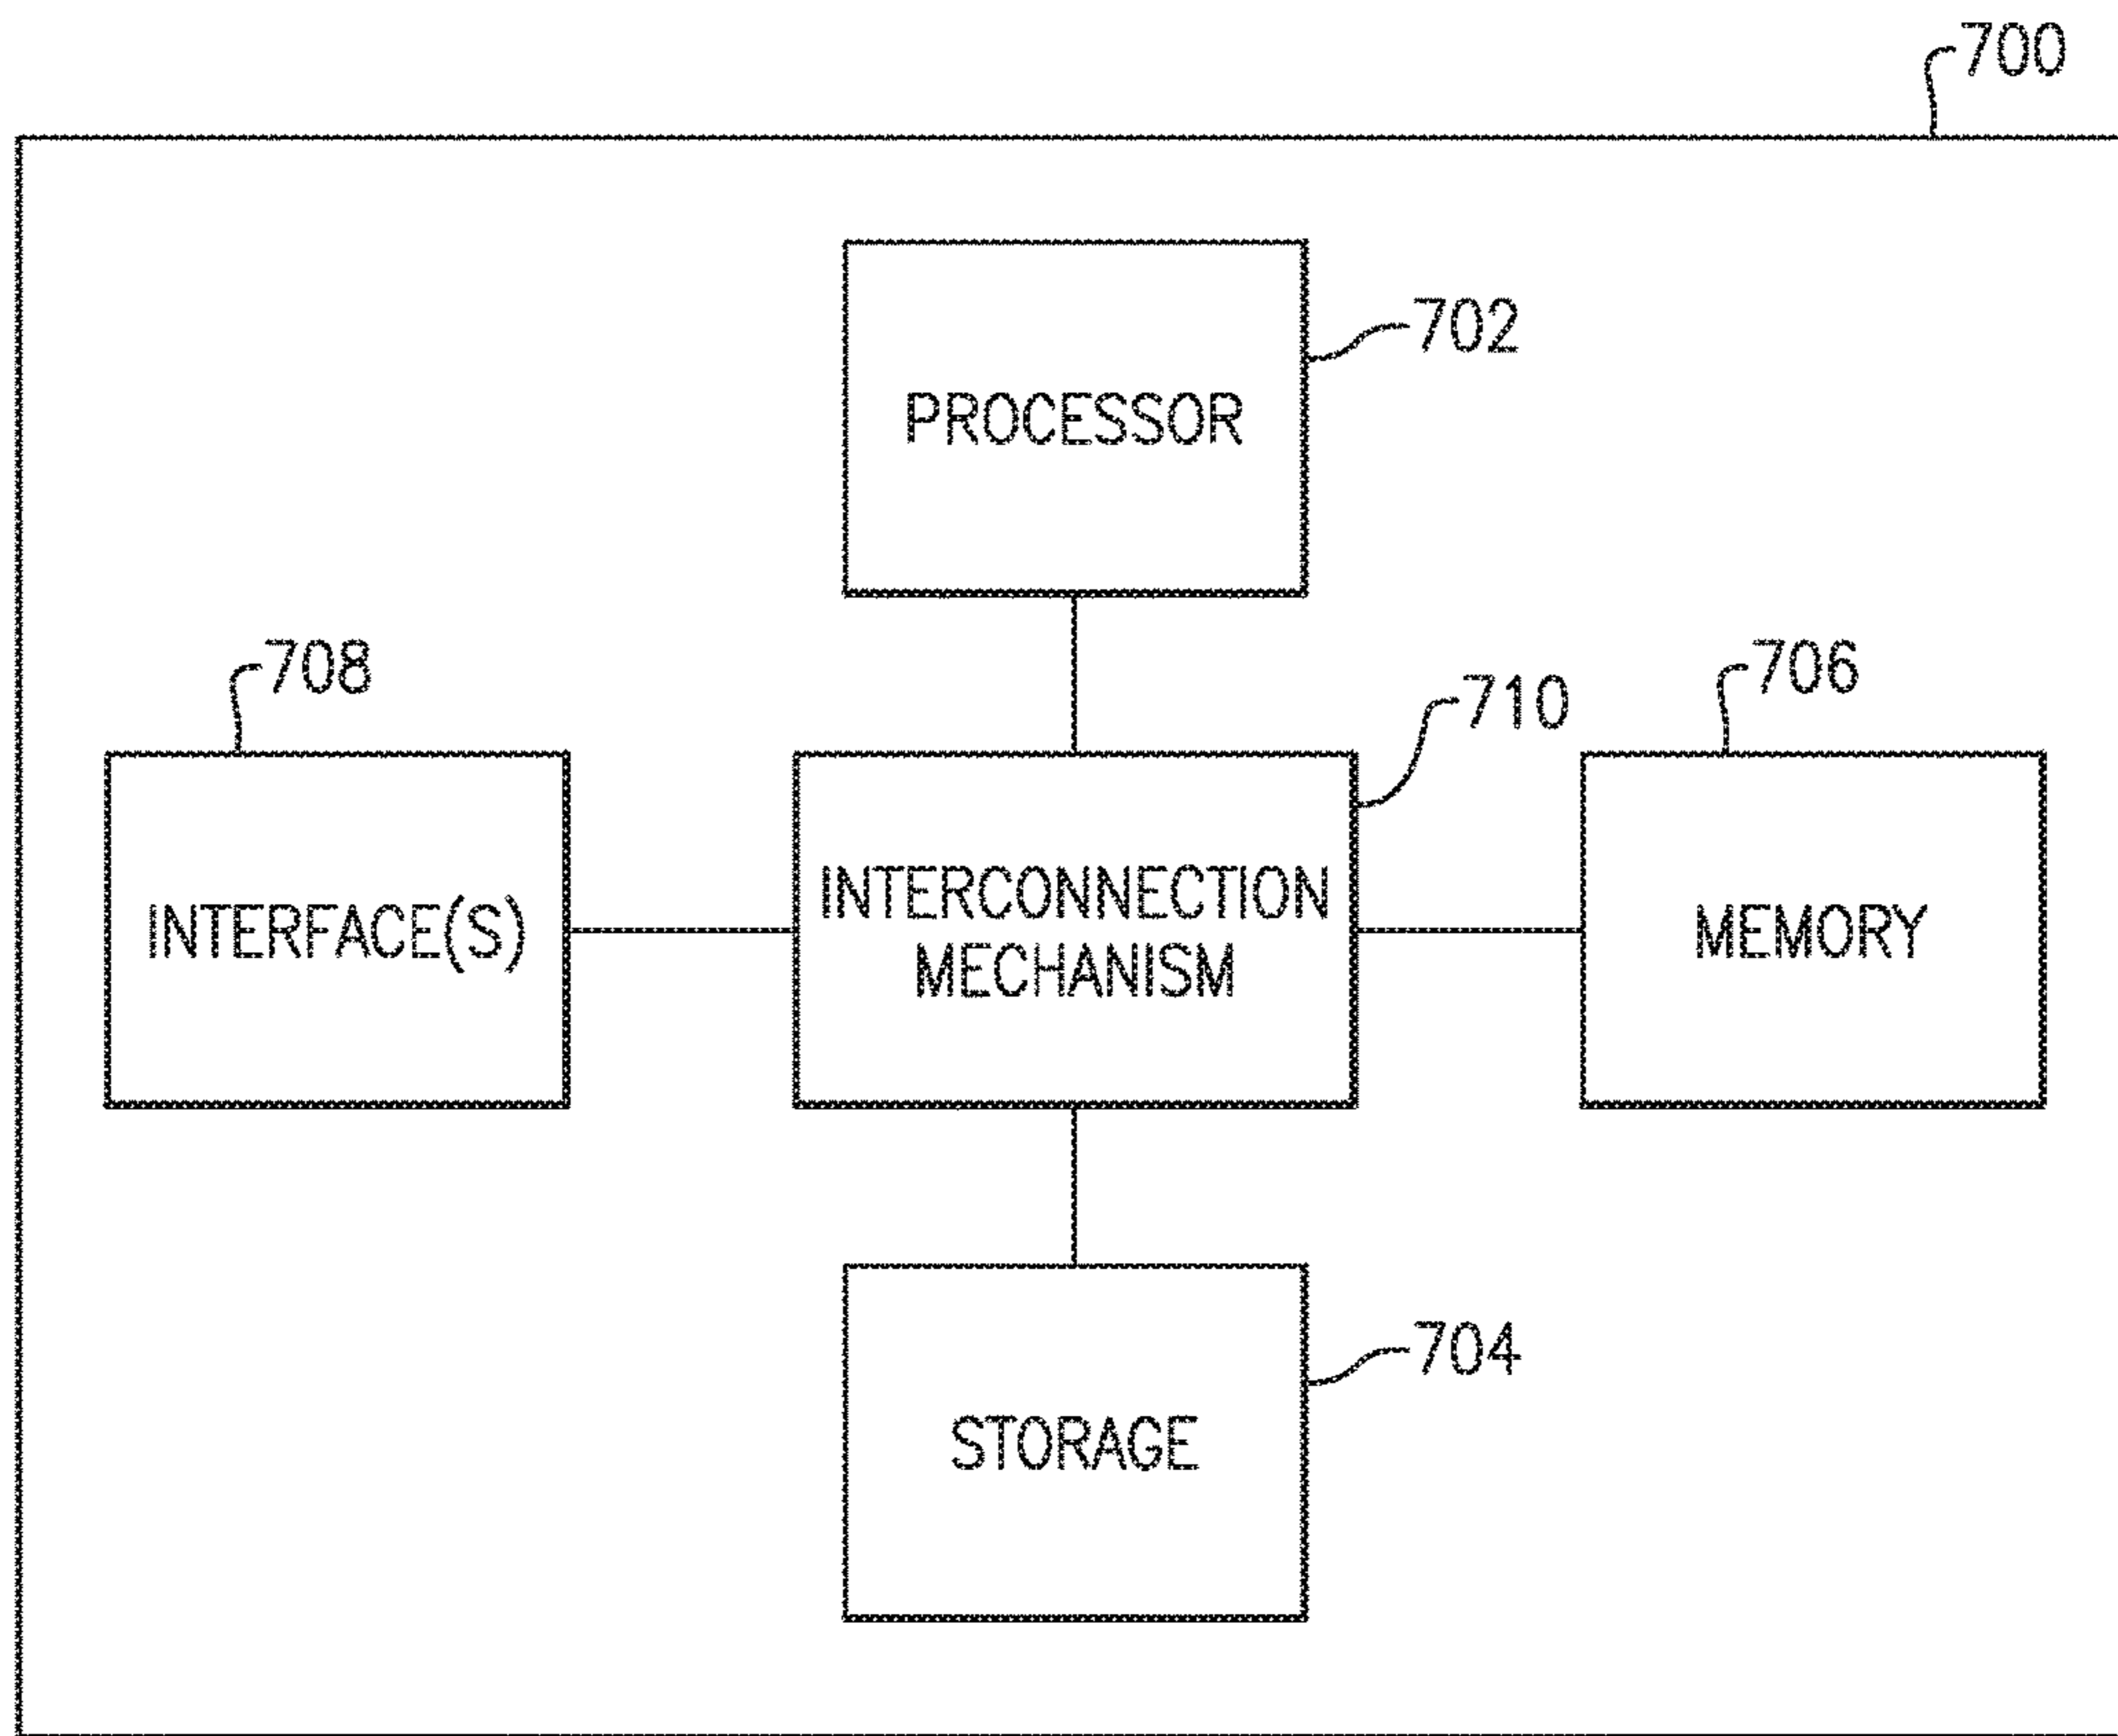 700
702
PROCESSOR
708
710
706
INTERFACE(S)
INTERCONNECTION
MECHANISM
MEMORY
704
STORAGE